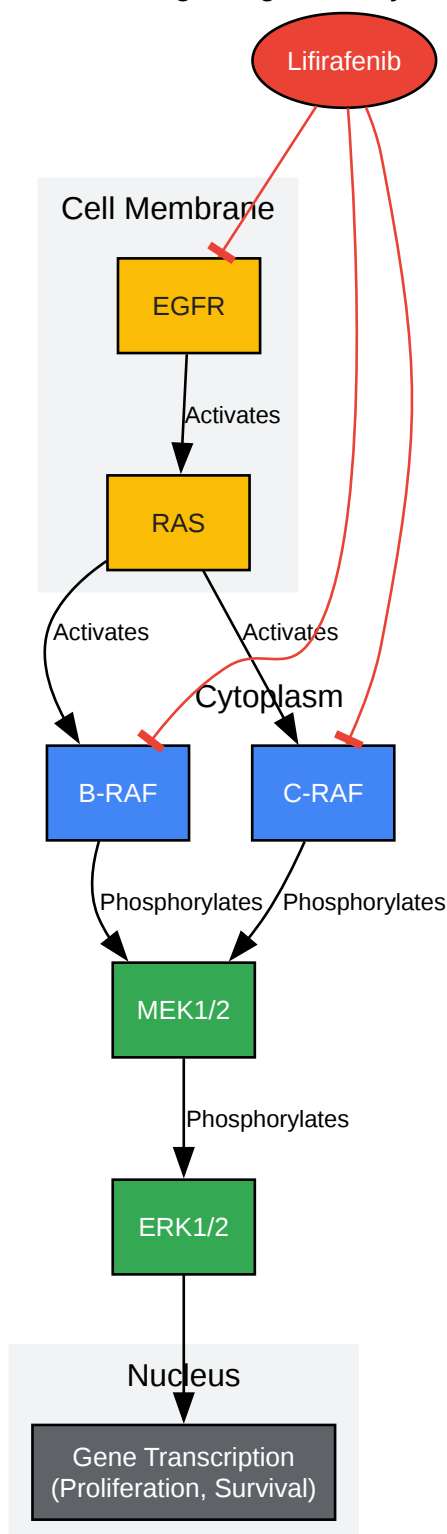 Lifirafenib
Cell Membrane
EGFR
Activates
RAS
Activates
Activates
Cytoplasm
B-RAF
C-RAF
Phosphorylates
Phosphorylates
MEK1/2
Phosphorylates
ERK1/2
Nucleus
Gene Transcription
(Proliferation, Survival)